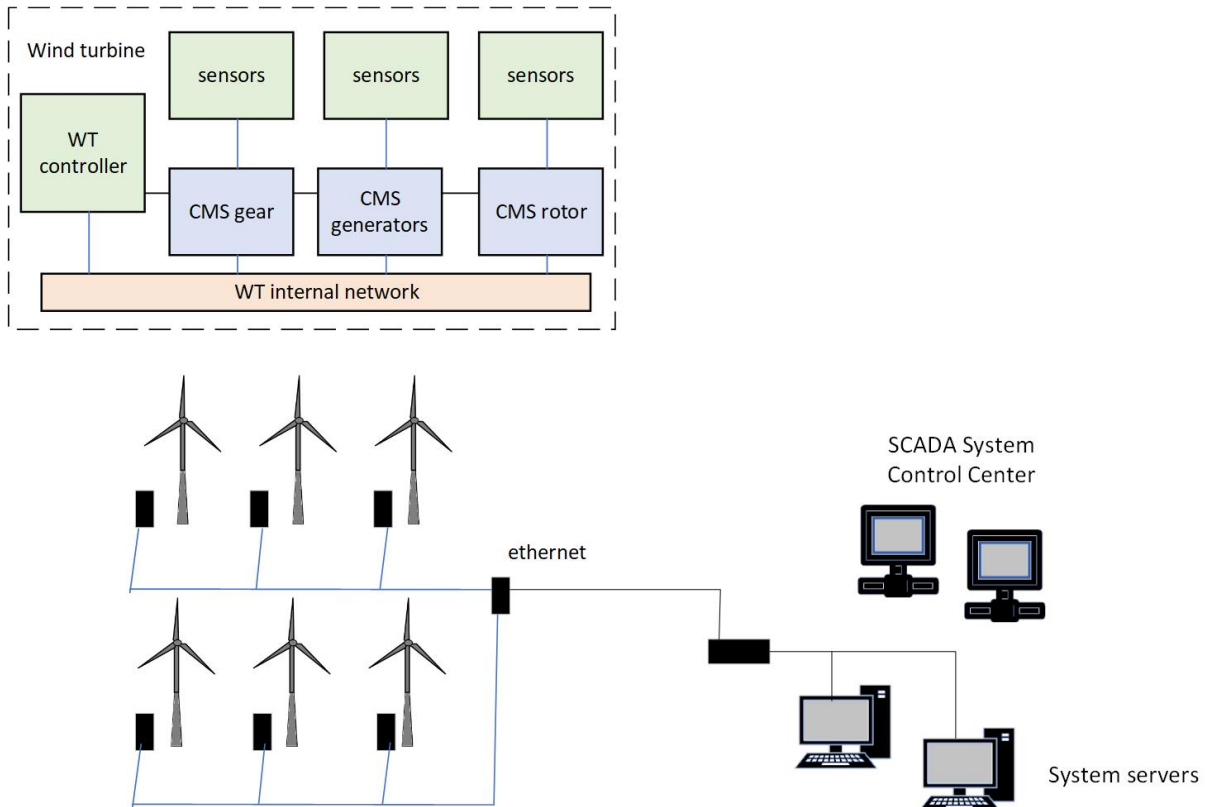 Wind turbine
sensors
sensors
sensors
WT
controller
CMS gear
CMS
generators
CMS rotor
WT internal network
SCADA System
Control Center
ethernet
System servers